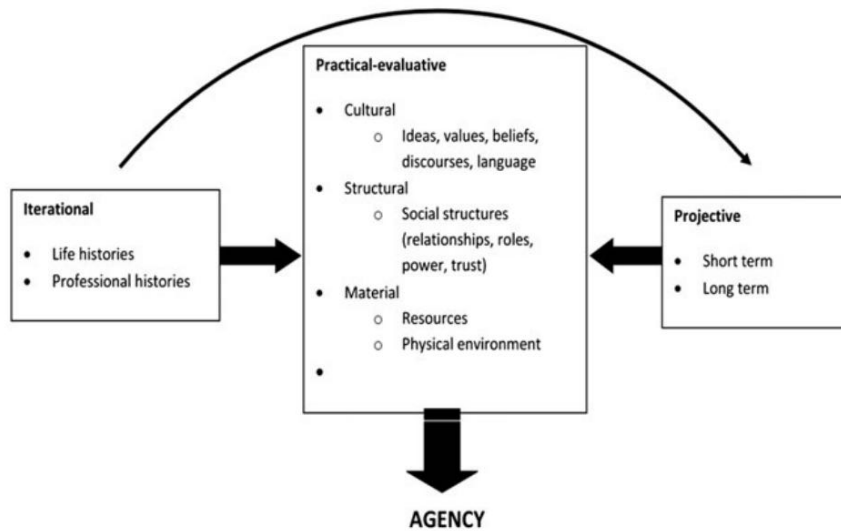 Practical-evaluative
• Cultural
o Ideas, values, beliefs,
discourses, language
• Structural
o Social structures
(relationships, roles,
power, trust)
• Material
o Resources
o Physical environment
•
Iterational
• Life histories
• Professional histories
Projective
• Short term
• Long term
AGENCY